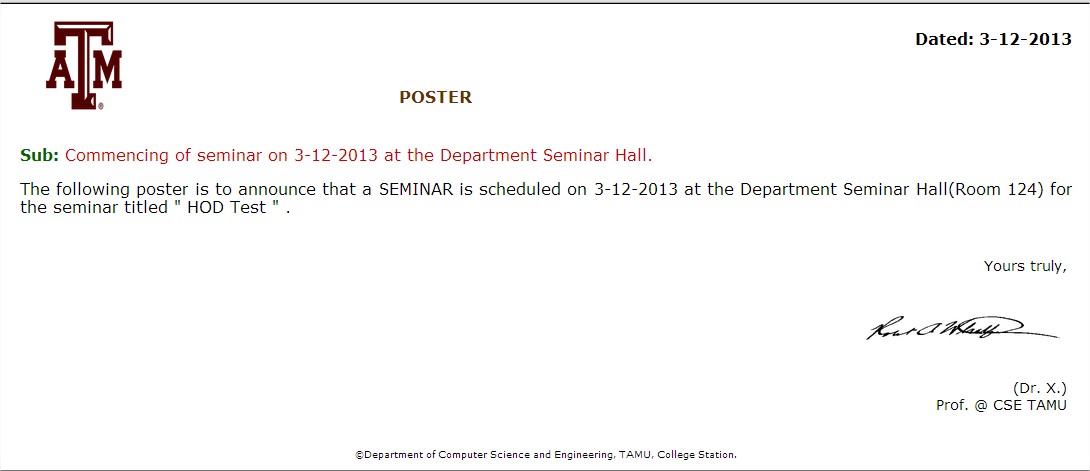 ATM
®
Dated: 3-12-2013
POSTER
Sub: Commencing of seminar on 3-12-2013 at the Department Seminar Hall.
The following poster is to announce that a SEMINAR is scheduled on 3-12-2013 at the Department Seminar Hall(Room 124) for
the seminar titled " HOD Test " .
Yours truly,
(Dr. X.)
Prof. @ CSE TAMU
©Department of Computer Science and Engineering, TAMU, College Station.